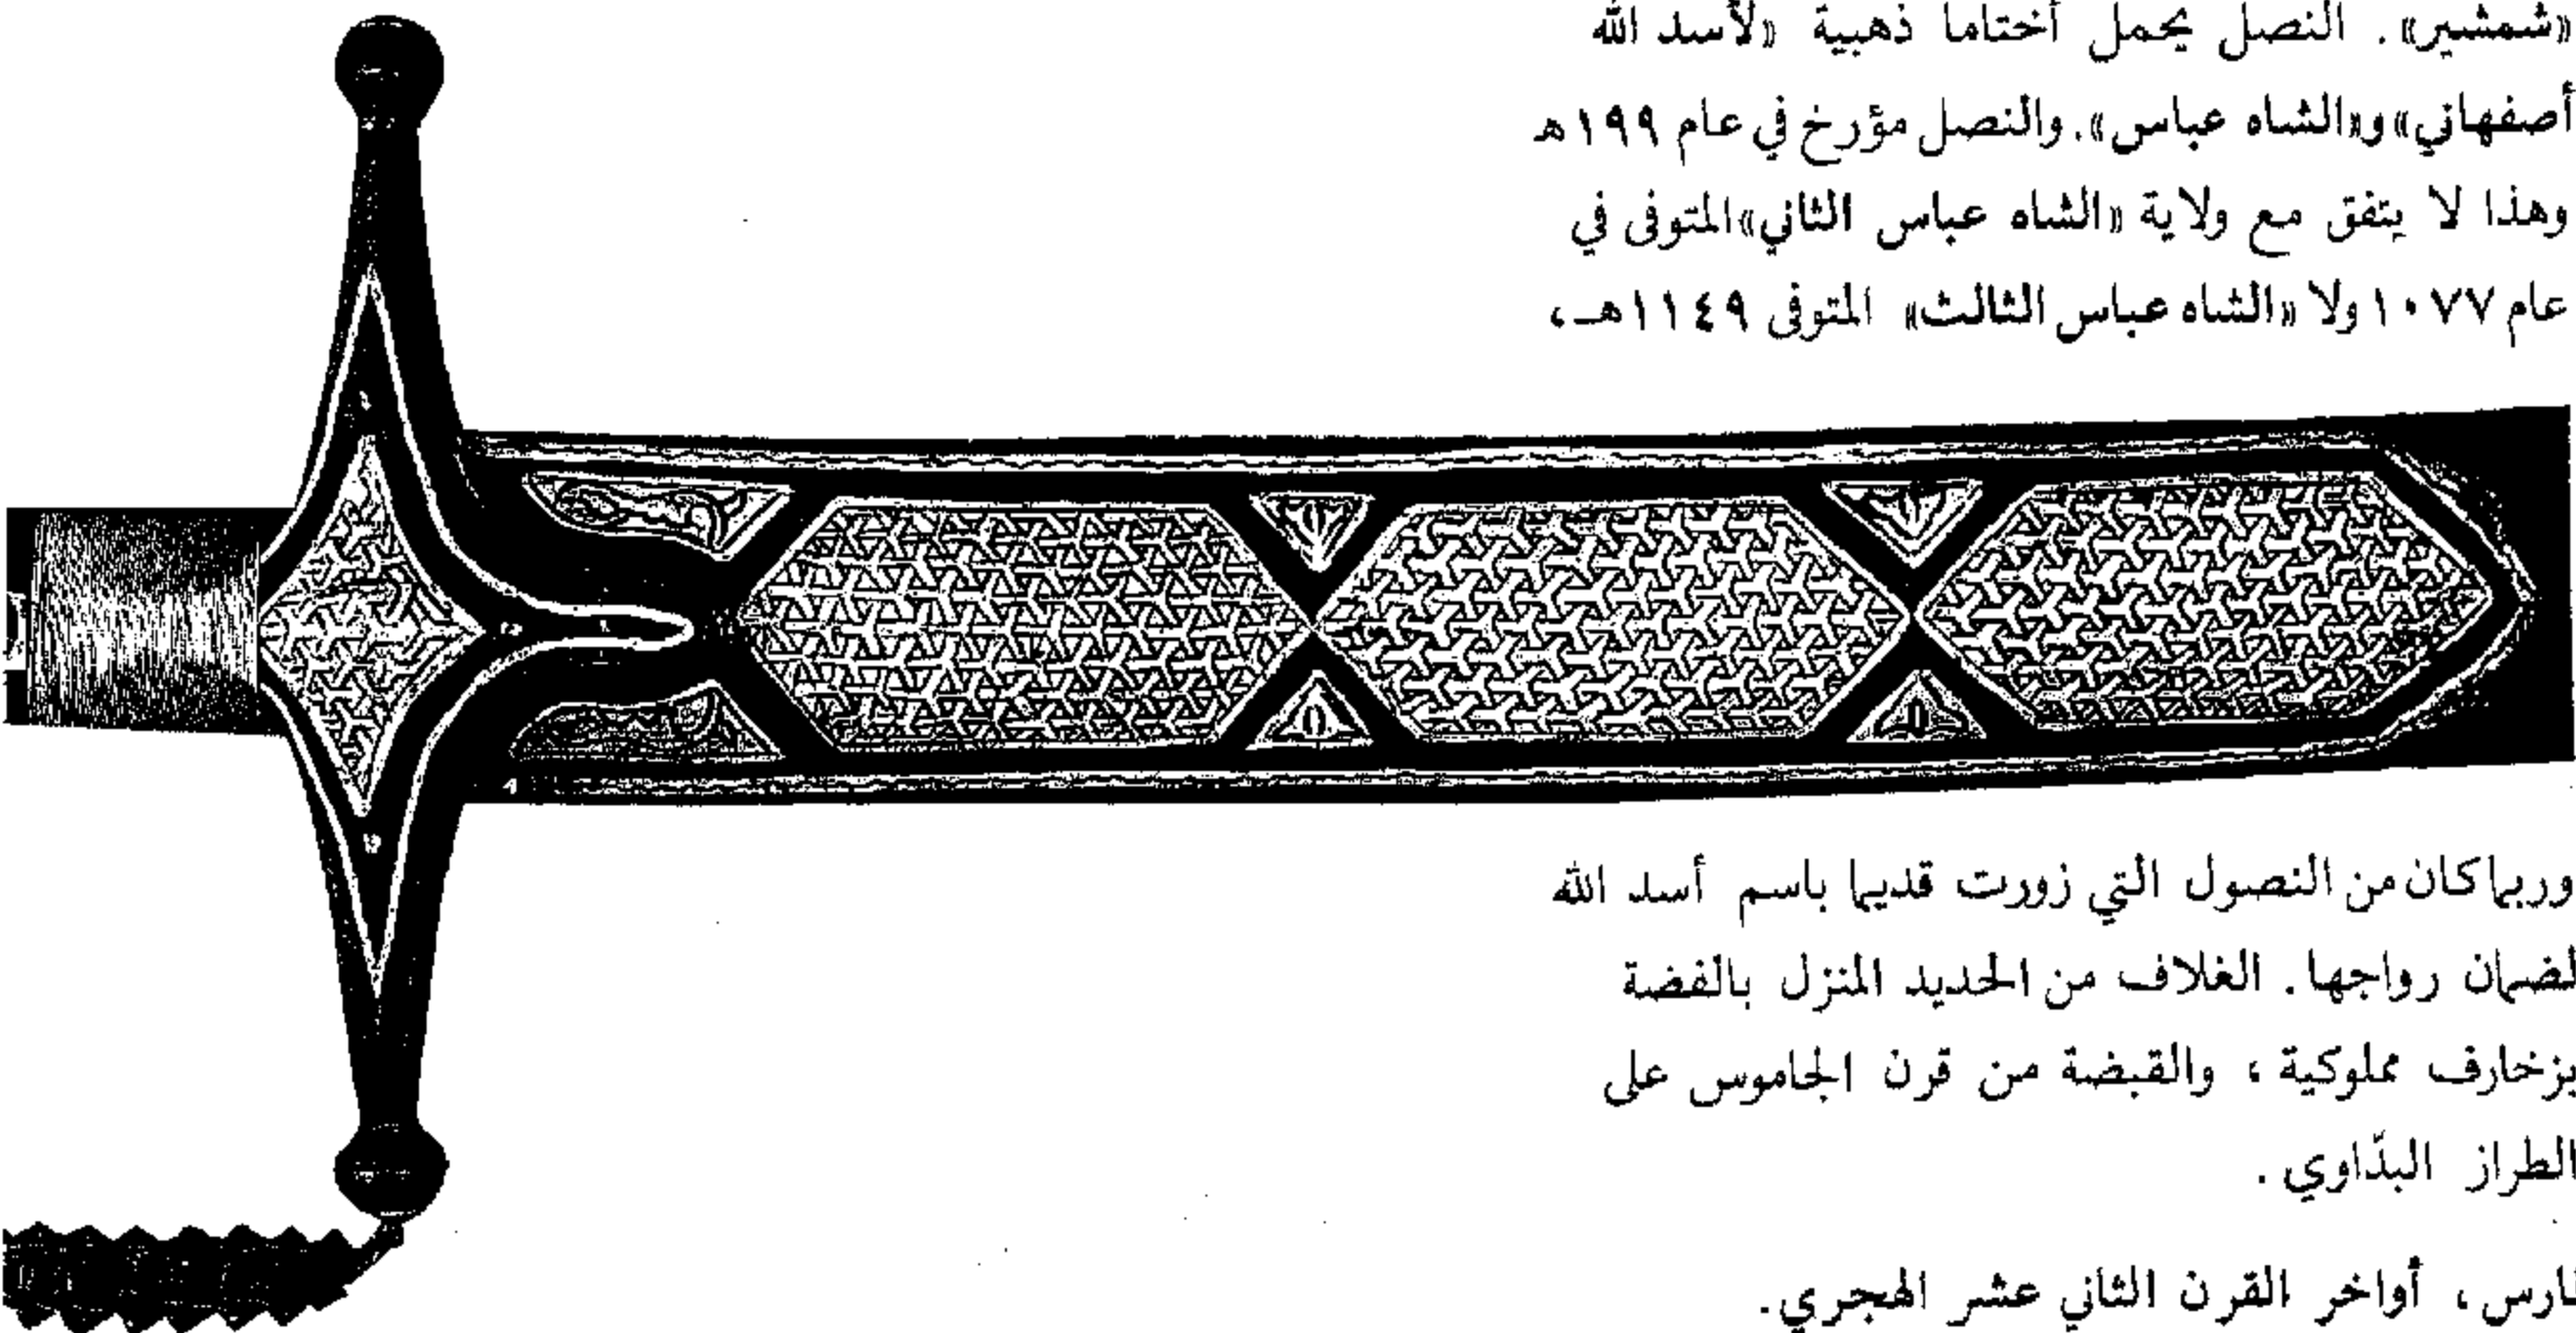 «شمشير». النصل يحمل أختاما ذهبية «لأسد الله
أصفهاني» و«الشاه عباس». والنصل مؤرخ في عام ١٩٩هـ
وهذا لا يتفق مع ولاية «الشاه عباس الثاني» المتوفى في
عام ١٠٧٧ ولا «الشاه عباس الثالث» المتوفى ١١٤٩هـ،
وربما كان من النصول التي زورت قديما باسم أسد الله
لضمان رواجها. الغلاف من الحديد المنزل بالفضة
بزخارف مملوكية، والقبضة من قرن الجاموس على
الطراز البدّاوي.
فارس، أواخر القرن الثاني عشر الهجري.